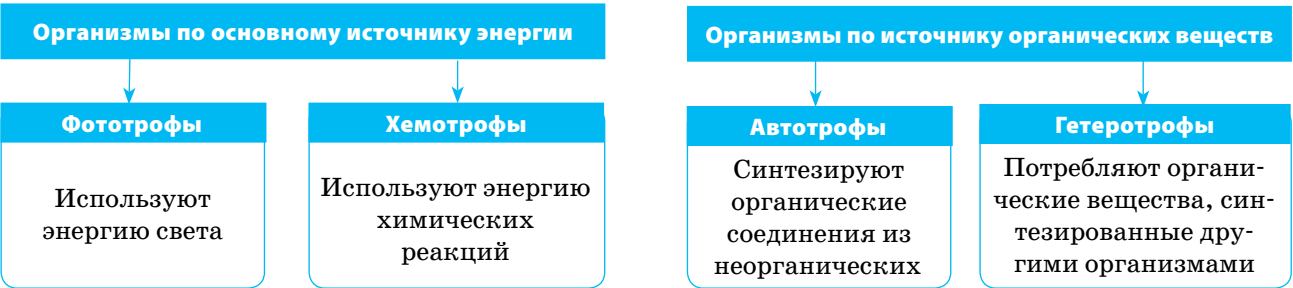 Организмы по основному источнику энергии
Фототрофы
Используют
энергию света
Хемотрофы
Используют энергию
химических
реакций
Организмы по источнику органических веществ
Автотрофы
Синтезируют
органические
соединения из
неорганических
Гетеротрофы
Потребляют органи-
ческие вещества, син-
тезированные дру-
гими организмами